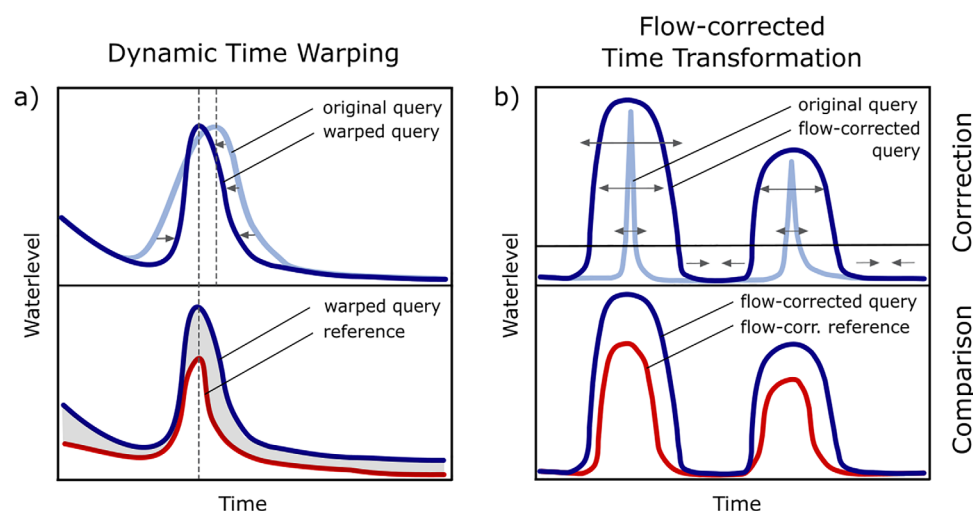 Dynamic Time Warping
Flow-corrected
Time Transformation
a)
original query
warped query
Waterlevel
warped query
reference
Time
b)
original query
flow-corrected
query
Waterlevel
flow-corrected query
flow-corr. reference
Time
Corrrection
Comparison